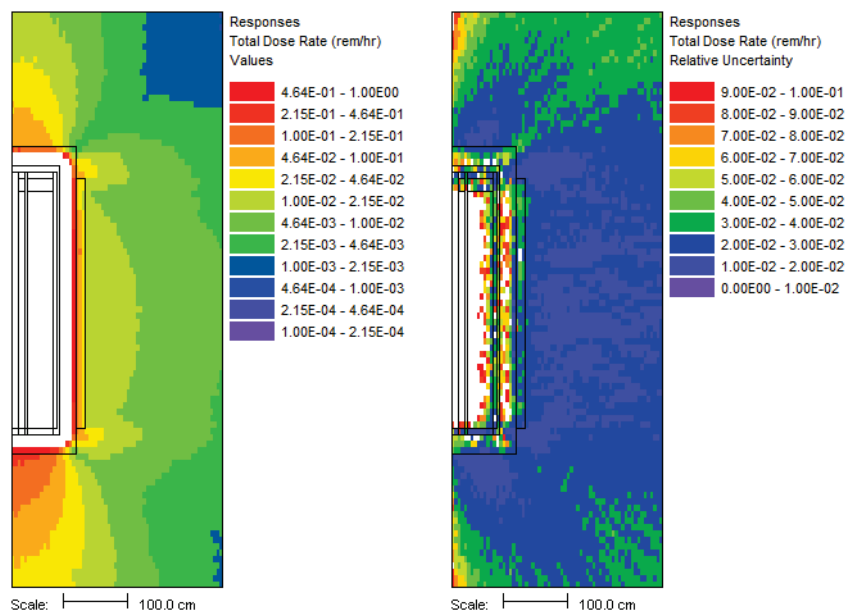 Responses
Total Dose Rate (rem/hr)
Values
4.64E-01 - 1.00E00
2.15E-01 - 4.64E-01
1.00E-01 - 2.15E-01
4.64E-02 - 1.00E-01
2.15E-02 - 4.64E-02
1.00E-02 - 2.15E-02
4.64E-03 - 1.00E-02
2.15E-03 - 4.64E-03
1.00E-03 - 2.15E-03
4.64E-04 - 1.00E-03
2.15E-04 - 4.64E-04
1.00E-04 - 2.15E-04
Scale: 100.0 cm
Responses
Total Dose Rate (rem/hr)
Relative Uncertainty
9.00E-02 - 1.00E-01
8.00E-02 - 9.00E-02
7.00E-02 - 8.00E-02
6.00E-02 - 7.00E-02
5.00E-02 - 6.00E-02
4.00E-02 - 5.00E-02
3.00E-02 - 4.00E-02
2.00E-02 - 3.00E-02
1.00E-02 - 2.00E-02
0.00E00 - 1.00E-02
Scale: 100.0 cm